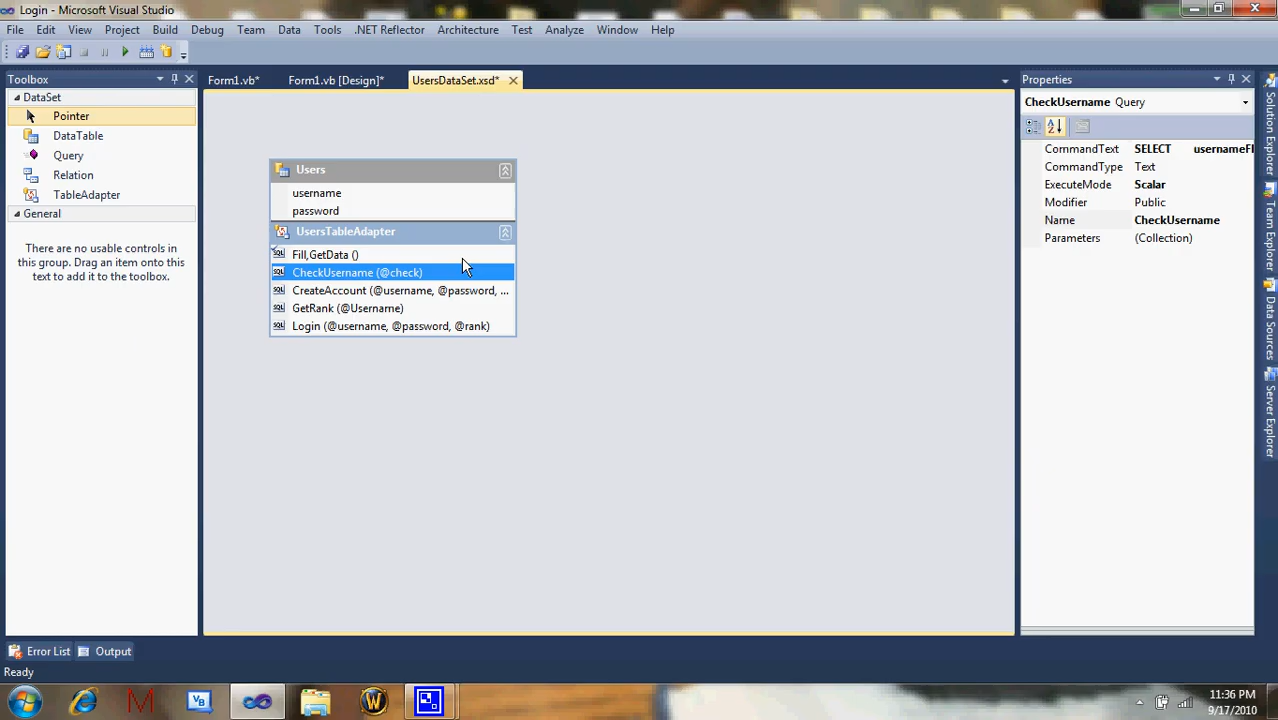 Login - Microsoft Visual Studio
File Edit View Project Build Debug Team Data Tools .NET Reflector Architecture Test Analyze Window Help
Toolbox
DataSet
Pointer
DataTable
Query
Relation
TableAdapter
General
There are no usable controls in
this group. Drag an item onto this
text to add it to the toolbox.
Form1.vb* Form1.vb [Design]* UsersDataSet.xsd*
Users
username
password
UsersTableAdapter
Fill,GetData ()
CheckUsername (@check)
CreateAccount (@username, @password, ...
GetRank (@Username)
Login (@username, @password, @rank)
Properties
CheckUsername Query
CommandText SELECT usernameFI
CommandType Text
ExecuteMode Scalar
Modifier Public
Name CheckUsername
Parameters (Collection)
Solution Explorer
Team Explorer
Data Sources
Server Explorer
Error List Output
Ready
VB
11:36 PM
9/17/2010